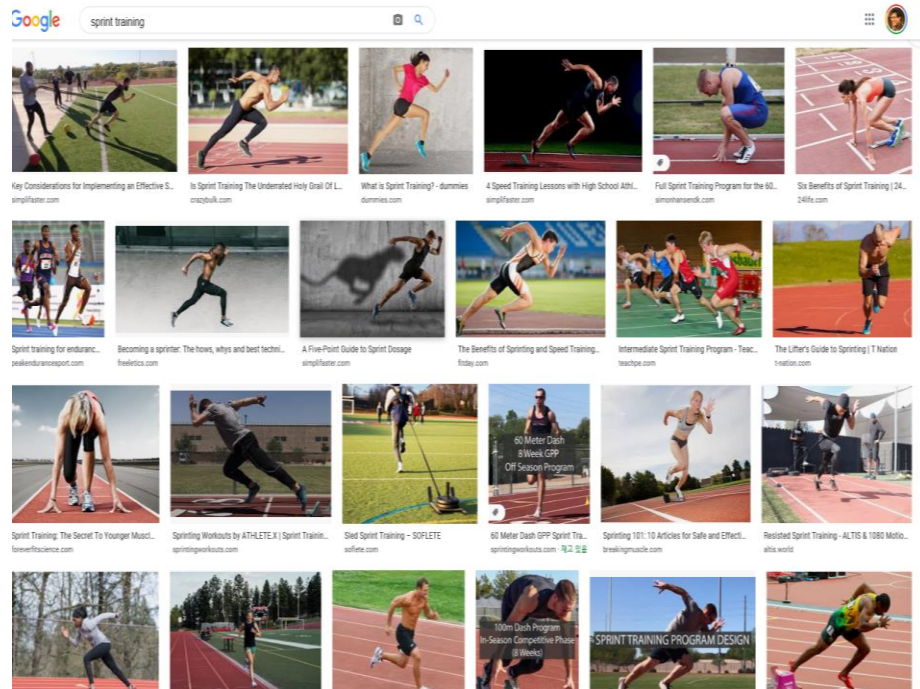 Google
sprint training
Key Considerations for Implementing an Effective S...
simplifaster.com
Is Sprint Training The Underrated Holy Grail Of L...
crazybulk.com
What is Sprint Training? - dummies
dummies.com
4 Speed Training Lessons with High School Athl...
simplifaster.com
Full Sprint Training Program for the 60...
simonhansendk.com
Six Benefits of Sprint Training | 24...
24life.com
Sprint training for enduranc...
peakendurancesport.com
Becoming a sprinter: The hows, whys and best techni...
freeletics.com
A Five-Point Guide to Sprint Dosage
simplifaster.com
The Benefits of Sprinting and Speed Training...
fitday.com
Intermediate Sprint Training Program - Teac...
teachpe.com
The Lifter's Guide to Sprinting | T Nation
t-nation.com
60 Meter Dash
8 Week GPP
Off Season Program
Sprint Training: The Secret To Younger Muscl...
foreverfitscience.com
Sprinting Workouts by ATHLETE.X | Sprint Trainin...
sprintingworkouts.com
Sled Sprint Training – SOFLETE
soflete.com
60 Meter Dash GPP Sprint Tra...
sprintingworkouts.com · 재고 있음
Sprinting 101: 10 Articles for Safe and Effecti...
breakingmuscle.com
Resisted Sprint Training - ALTIS & 1080 Motio...
altis.world
100m Dash Program
In-Season Competitive Phase
(8 Weeks)
SPRINT TRAINING PROGRAM DESIGN